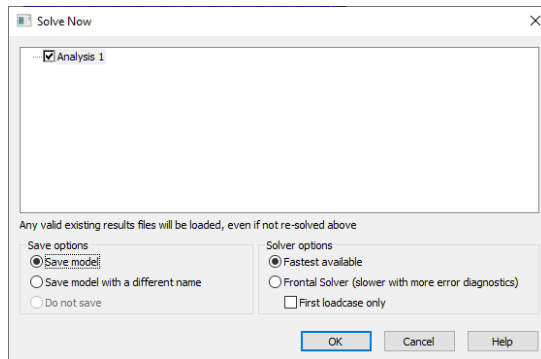 Solve Now
Analysis 1
Any valid existing results files will be loaded, even if not re-solved above
Save options
Save model
Save model with a different name
Do not save
Solver options
Fastest available
Frontal Solver (slower with more error diagnostics)
First loadcase only
OK Cancel Help